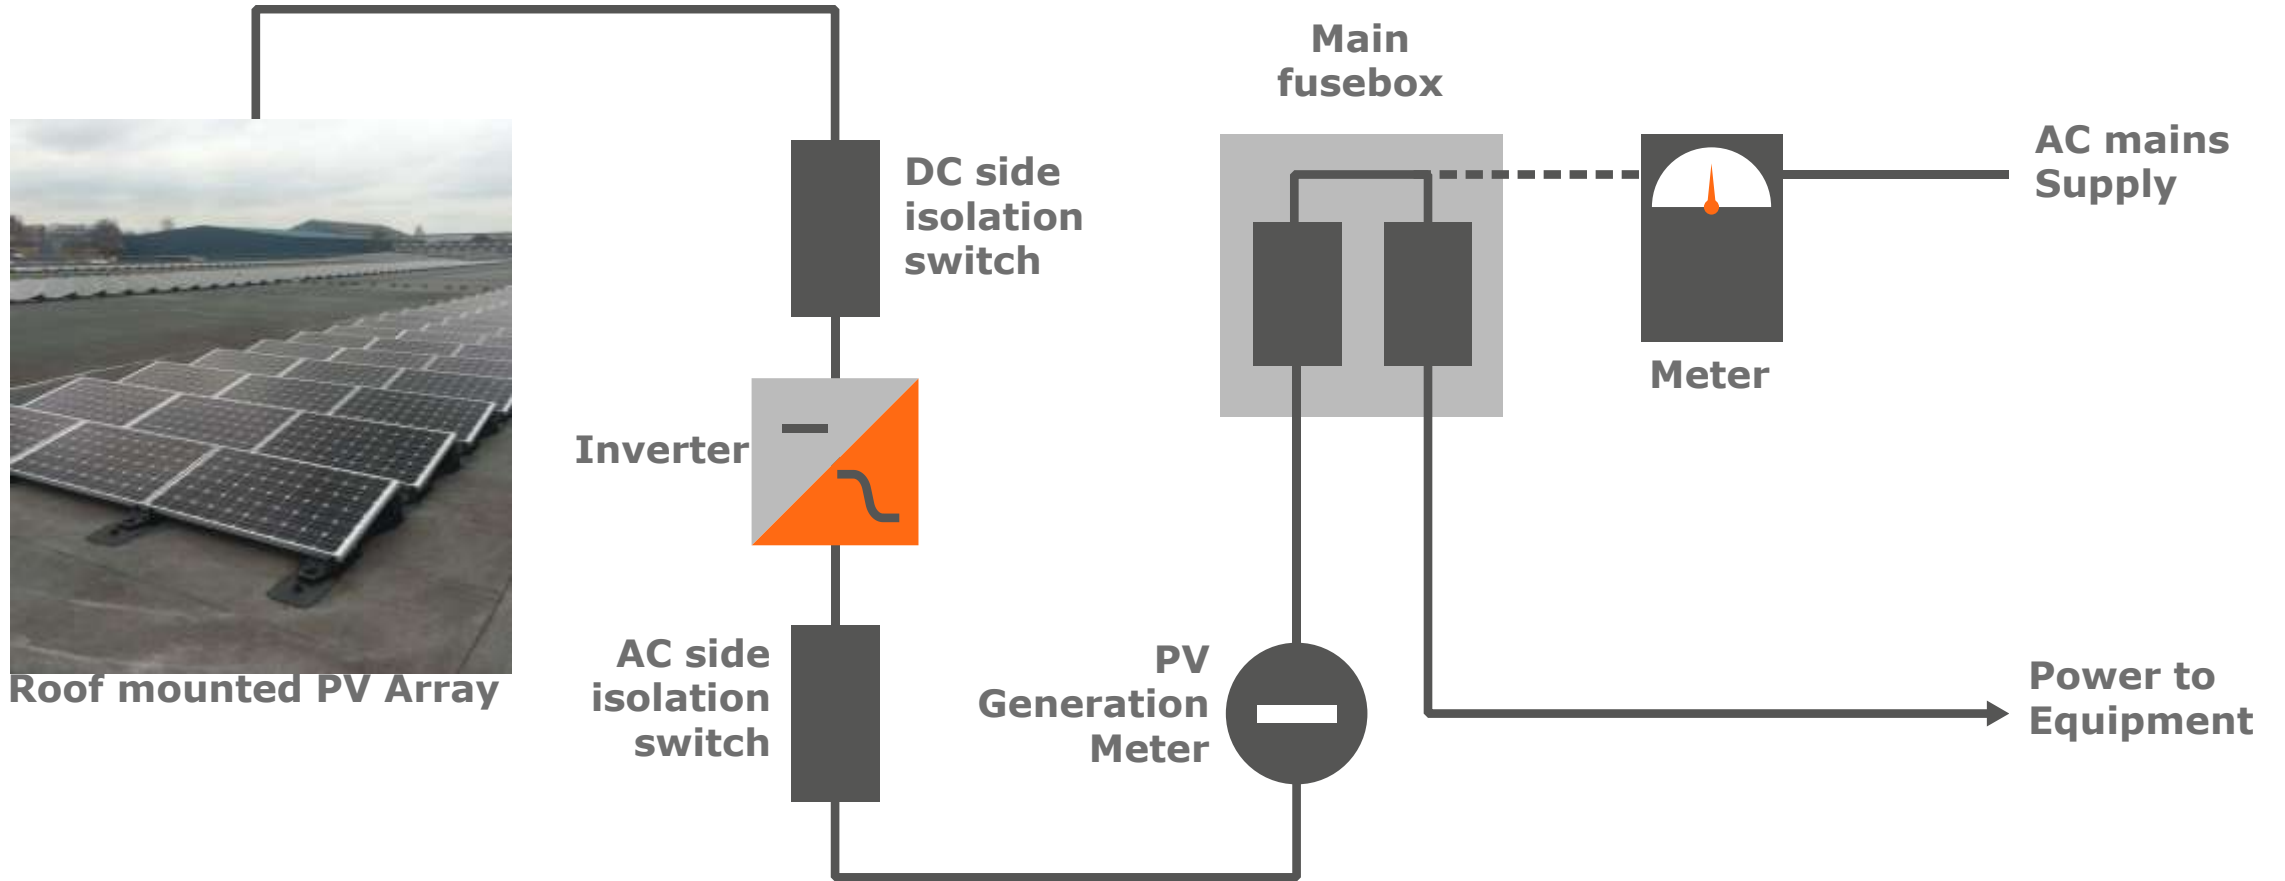 Main
fusebox
AC mains
Supply
DC side
isolation
switch
Meter
Inverter
AC side
isolation
switch
PV
Generation
Meter
Power to
Equipment
Roof mounted PV Array